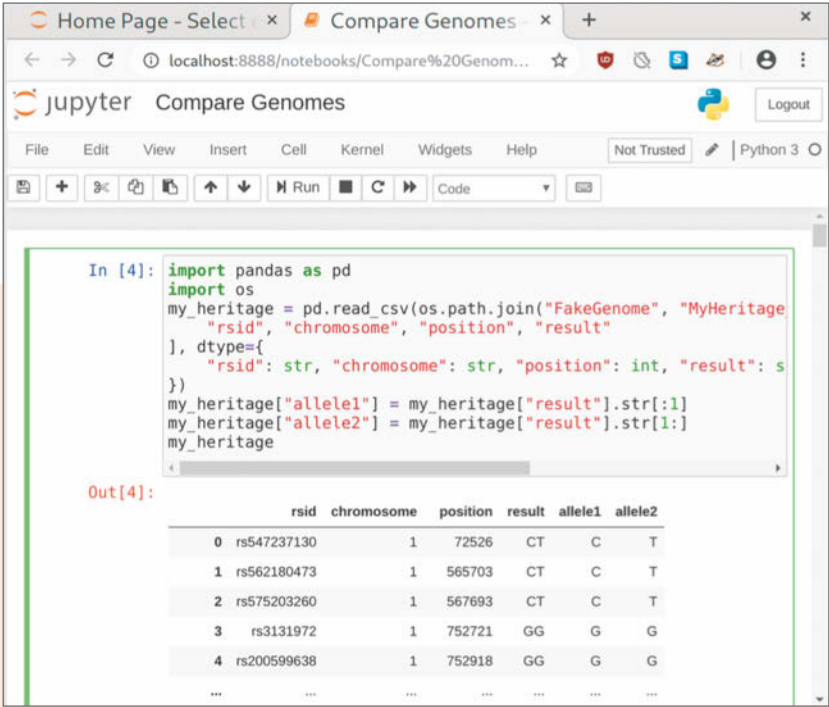 Home Page - Select
Compare Genomes -
localhost:8888/notebooks/Compare%20Genom...
jupyter Compare Genomes
Logout
File Edit View Insert Cell Kernel Widgets Help Not Trusted Python 3
Run Code
In [4]: import pandas as pd
import os
my_heritage = pd.read_csv(os.path.join("FakeGenome", "MyHeritage
"rsid", "chromosome", "position", "result"
], dtype={
"rsid": str, "chromosome": str, "position": int, "result": s
})
my_heritage["allele1"] = my_heritage["result"].str[:1]
my_heritage["allele2"] = my_heritage["result"].str[1:]
my_heritage
Out[4]:
rsid chromosome position result allele1 allele2
0 rs547237130 1 72526 CT C T
1 rs562180473 1 565703 CT C T
2 rs575203260 1 567693 CT C T
3 rs3131972 1 752721 GG G G
4 rs200599638 1 752918 GG G G
... ... ... ... ... ... ...